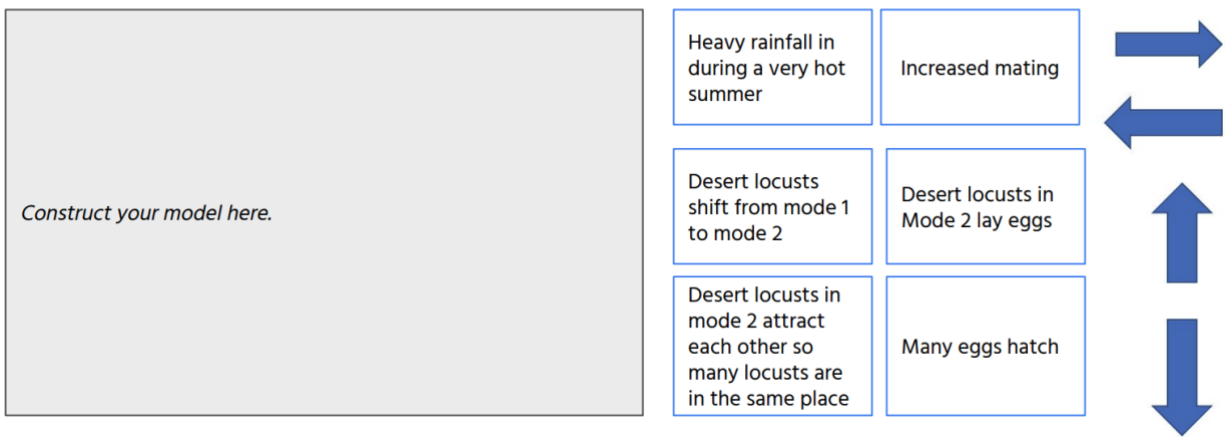 Construct your model here.
Heavy rainfall in
during a very hot
summer
Increased mating
Desert locusts
shift from mode 1
to mode 2
Desert locusts in
Mode 2 lay eggs
Desert locusts in
mode 2 attract
each other so
many locusts are
in the same place
Many eggs hatch